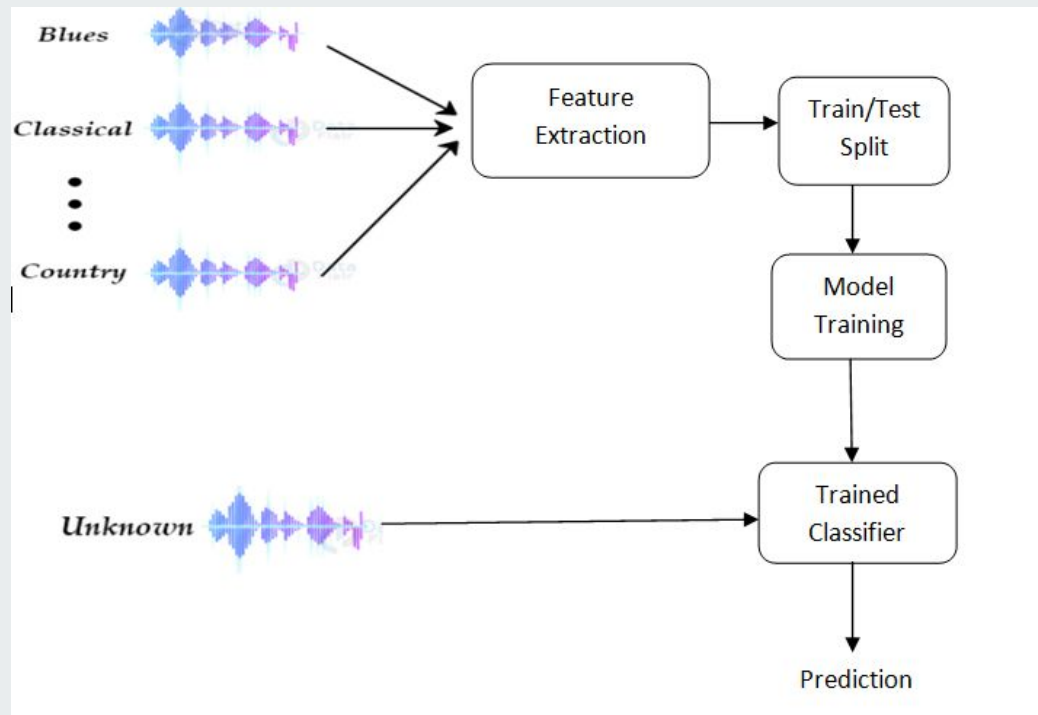 Blues
Classical
Country
Feature
Extraction
Train/Test
Split
Model
Training
Unknown
Trained
Classifier
Prediction